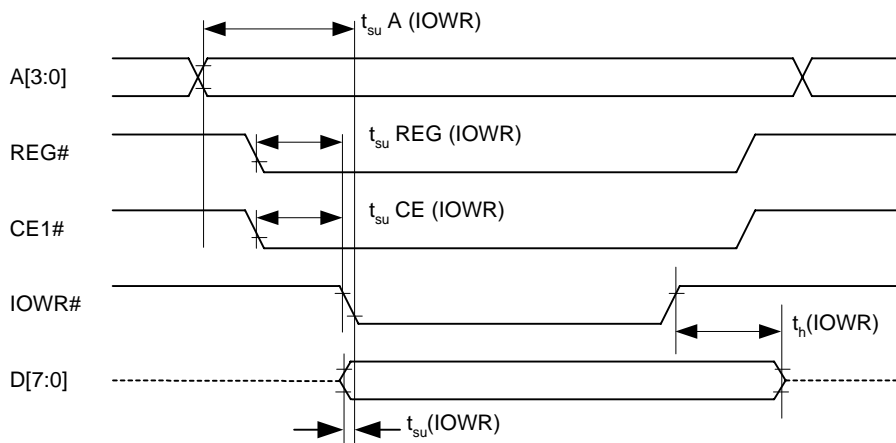 t_su A (IOWR)
A[3:0]
REG#
t_su REG (IOWR)
CE1#
t_su CE (IOWR)
IOWR#
t_h(IOWR)
D[7:0]
t_su(IOWR)